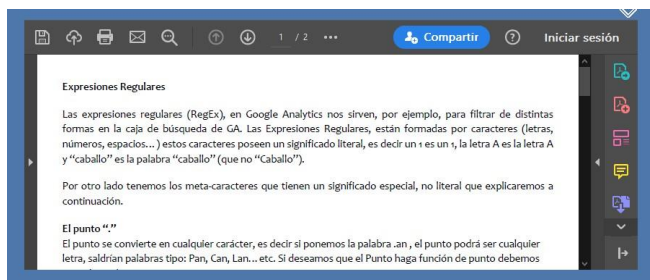 1 / 2
Compartir
Iniciar sesión
Expresiones Regulares
Las expresiones regulares (RegEx), en Google Analytics nos sirven, por ejemplo, para filtrar de distintas
formas en la caja de búsqueda de GA. Las Expresiones Regulares, están formadas por caracteres (letras,
números, espacios... ) estos caracteres poseen un significado literal, es decir un 1 es un 1, la letra A es la letra A
y “caballo” es la palabra “caballo” (que no “Caballo”).
Por otro lado tenemos los meta-caracteres que tienen un significado especial, no literal que explicaremos a
continuación.
El punto “.”
El punto se convierte en cualquier carácter, es decir si ponemos la palabra .an , el punto podrá ser cualquier
letra, saldrían palabras tipo: Pan, Can, Lan... etc. Si deseamos que el Punto haga función de punto debemos